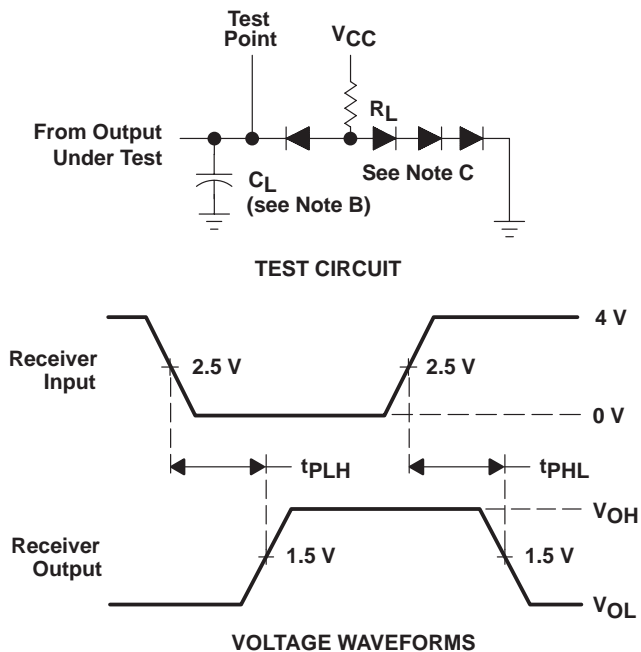 Test
Point
VCC
RL
From Output
Under Test
See Note C
CL
(see Note B)
TEST CIRCUIT
4 V
Receiver
Input
2.5 V
2.5 V
0 V
tPLH
tPHL
VOH
Receiver
Output
1.5 V
1.5 V
VOL
VOLTAGE WAVEFORMS